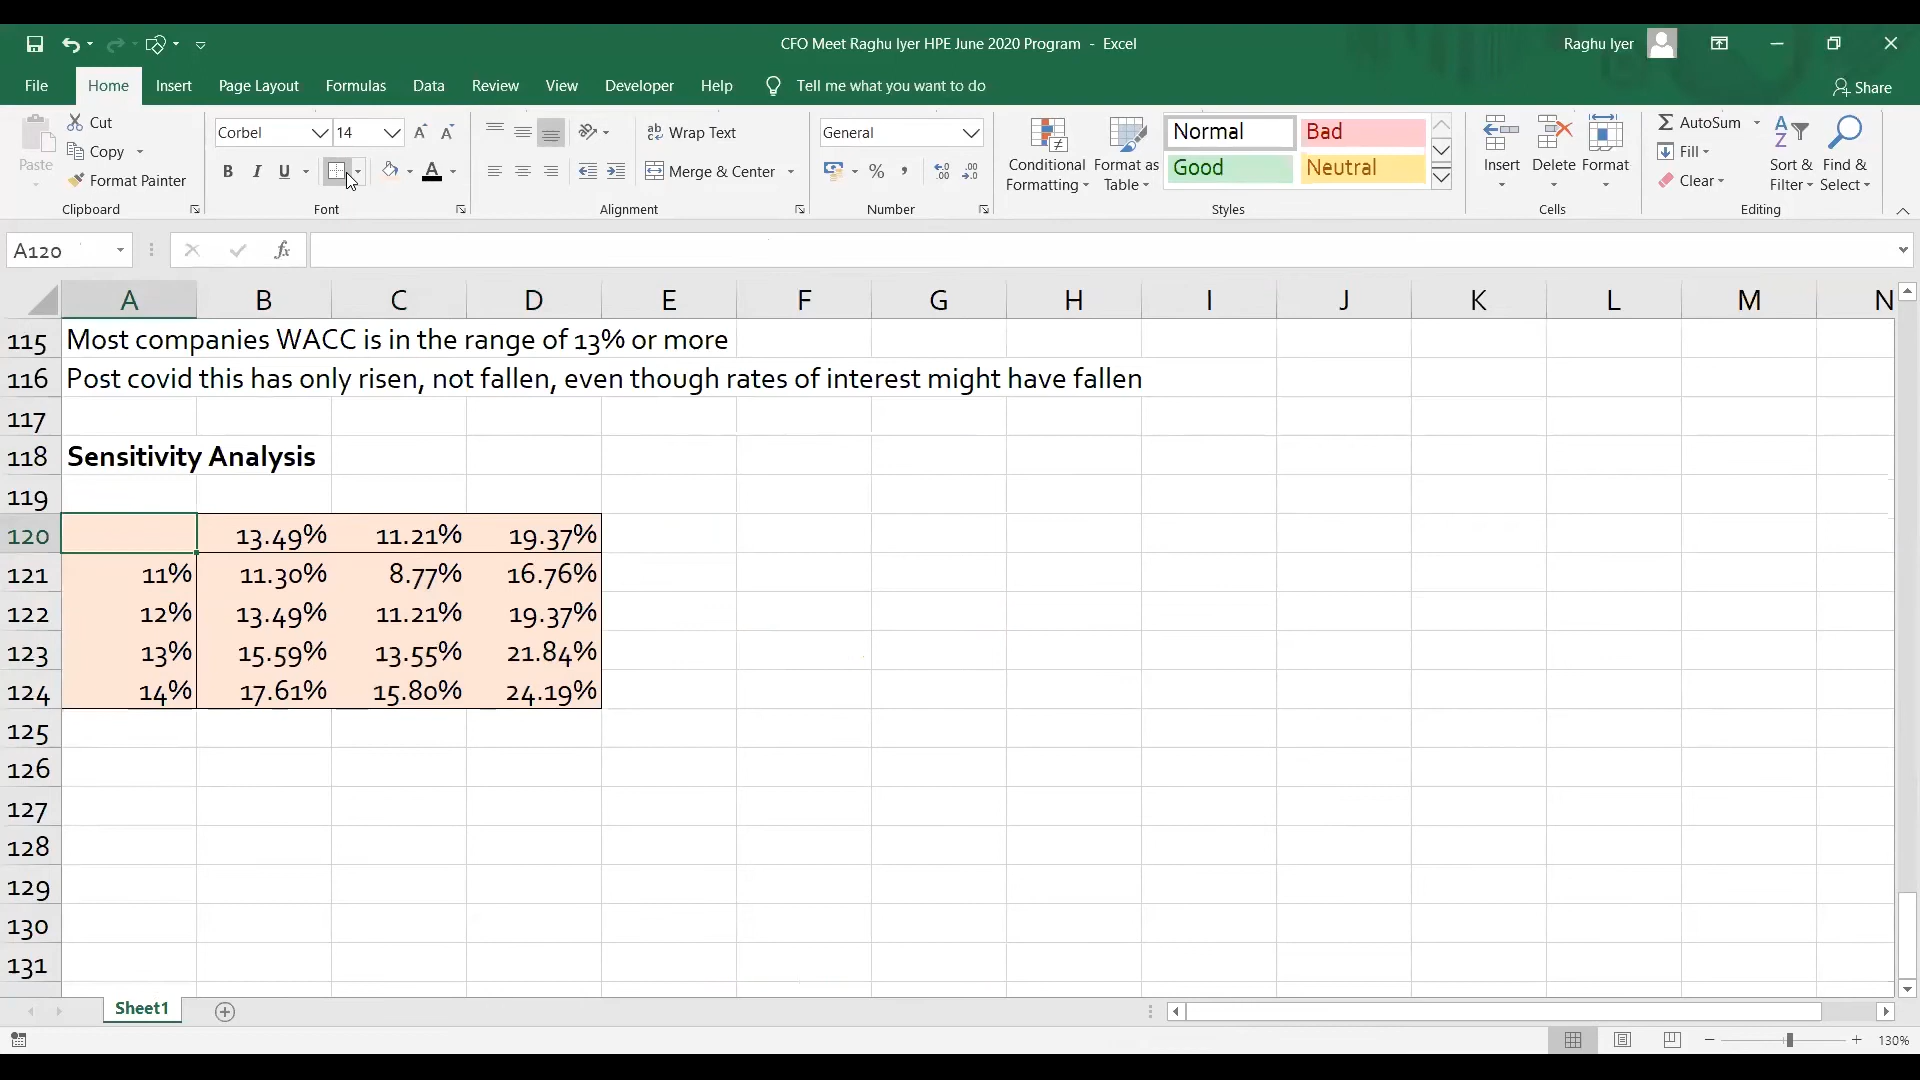 CFO Meet Raghu Iyer HPE June 2020 Program - Excel
Raghu Iyer
File Home Insert Page Layout Formulas Data Review View Developer Help Tell me what you want to do
Share
Paste
Cut
Copy
Format Painter
Clipboard
Corbel 14
B I U
Font
Wrap Text
Merge & Center
Alignment
General
Number
Conditional Formatting
Format as Table
Normal Bad
Good Neutral
Styles
Insert Delete Format
Cells
AutoSum
Fill
Clear
Sort & Filter
Find & Select
Editing
A120
fx
A B C D E F G H I J K L M N
115 Most companies WACC is in the range of 13% or more
116 Post covid this has only risen, not fallen, even though rates of interest might have fallen
117
118 Sensitivity Analysis
119
120 13.49% 11.21% 19.37%
121 11% 11.30% 8.77% 16.76%
122 12% 13.49% 11.21% 19.37%
123 13% 15.59% 13.55% 21.84%
124 14% 17.61% 15.80% 24.19%
125
126
127
128
129
130
131
Sheet1
130%